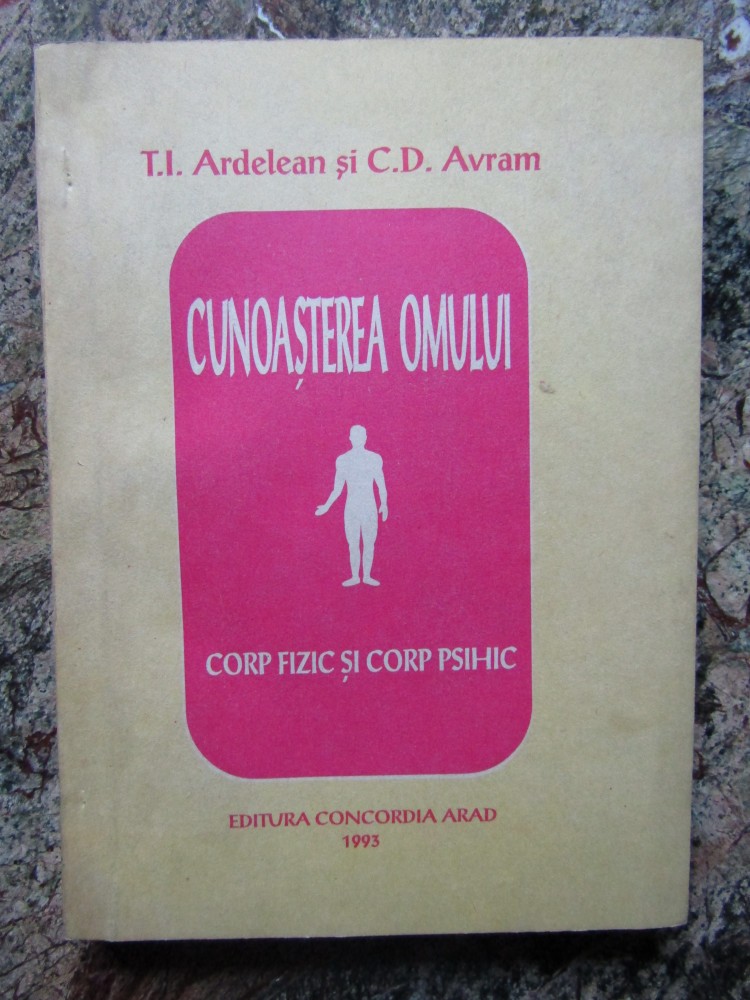 T.I. Ardelean și C.D. Avram
CUNOAȘTEREA OMULUI
CORP FIZIC ȘI CORP PSIHIC
EDITURA CONCORDIA ARAD
1993